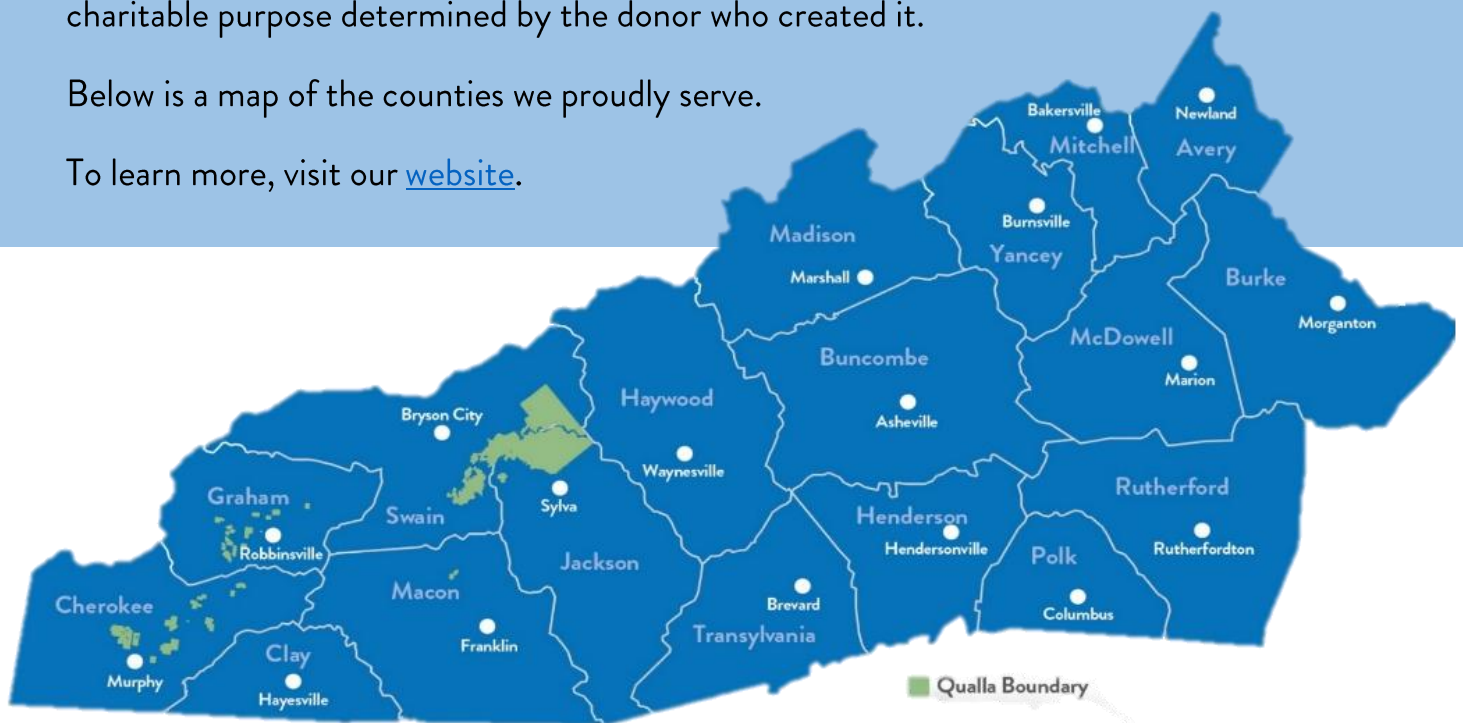 charitable purpose determined by the donor who created it.
Below is a map of the counties we proudly serve.
To learn more, visit our website.
Newland
Avery
Bakersville
Mitchell
Burnsville
Yancey
Madison
Marshall
Burke
Morganton
McDowell
Marion
Buncombe
Asheville
Haywood
Waynesville
Bryson City
Swain
Sylva
Jackson
Graham
Robbinsville
Rutherford
Rutherfordton
Henderson
Hendersonville
Polk
Columbus
Brevard
Transylvania
Macon
Franklin
Cherokee
Murphy
Clay
Hayesville
Qualla Boundary